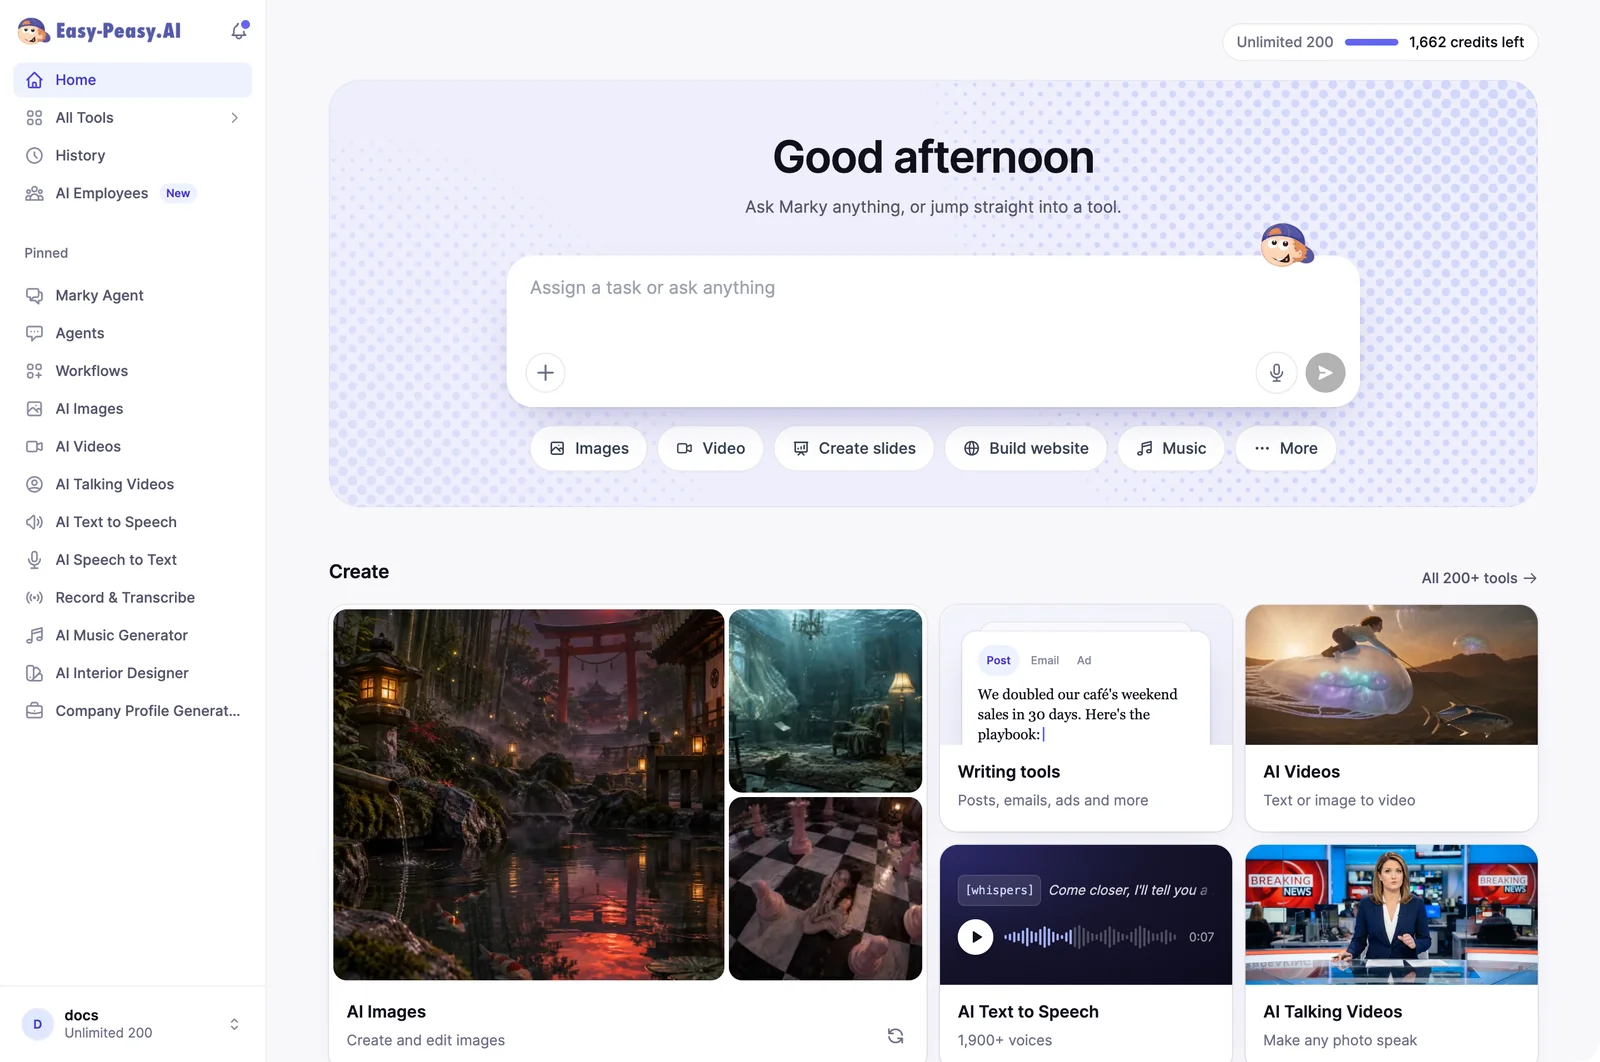 Easy-Peasy.AI
Home
All Tools
History
AI Employees New
Pinned
Marky Agent
Agents
Workflows
AI Images
AI Videos
AI Talking Videos
AI Text to Speech
AI Speech to Text
Record & Transcribe
AI Music Generator
AI Interior Designer
Company Profile Generat...
D
docs
Unlimited 200
Unlimited 200 1,662 credits left
Good afternoon
Ask Marky anything, or jump straight into a tool.
Assign a task or ask anything
Images Video Create slides Build website Music More
Create
All 200+ tools →
AI Images
Create and edit images
Post Email Ad
We doubled our café's weekend
sales in 30 days. Here's the
playbook:
Writing tools
Posts, emails, ads and more
AI Videos
Text or image to video
[whispers] Come closer, I'll tell you a
0:07
AI Text to Speech
1,900+ voices
BREAKING
NEWS
BREAKING
NEWS
AI Talking Videos
Make any photo speak